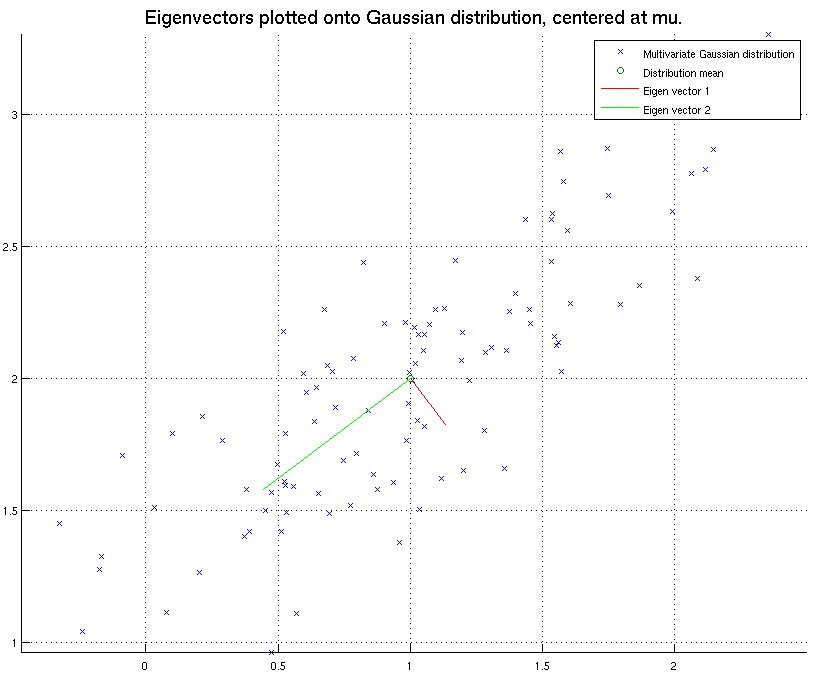 Eigenvectors plotted onto Gaussian distribution, centered at mu.
Multivariate Gaussian distribution
Distribution mean
Eigen vector 1
Eigen vector 2
3
2.5
2
1.5
1
0
0.5
1
1.5
2